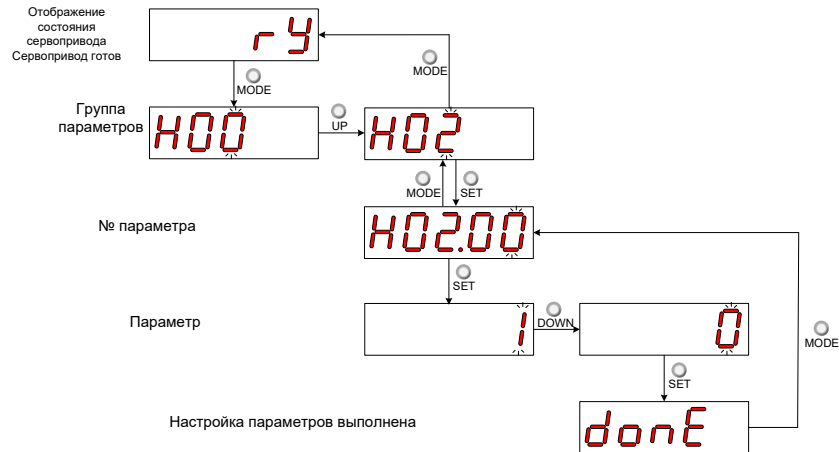 Отображение
состояния
сервопривода
Сервопривод готов
rY
MODE
MODE
Группа
параметров
H00
UP
H02
MODE
SET
№ параметра
H02.00
SET
Параметр
1
DOWN
0
MODE
SET
Настройка параметров выполнена
donE